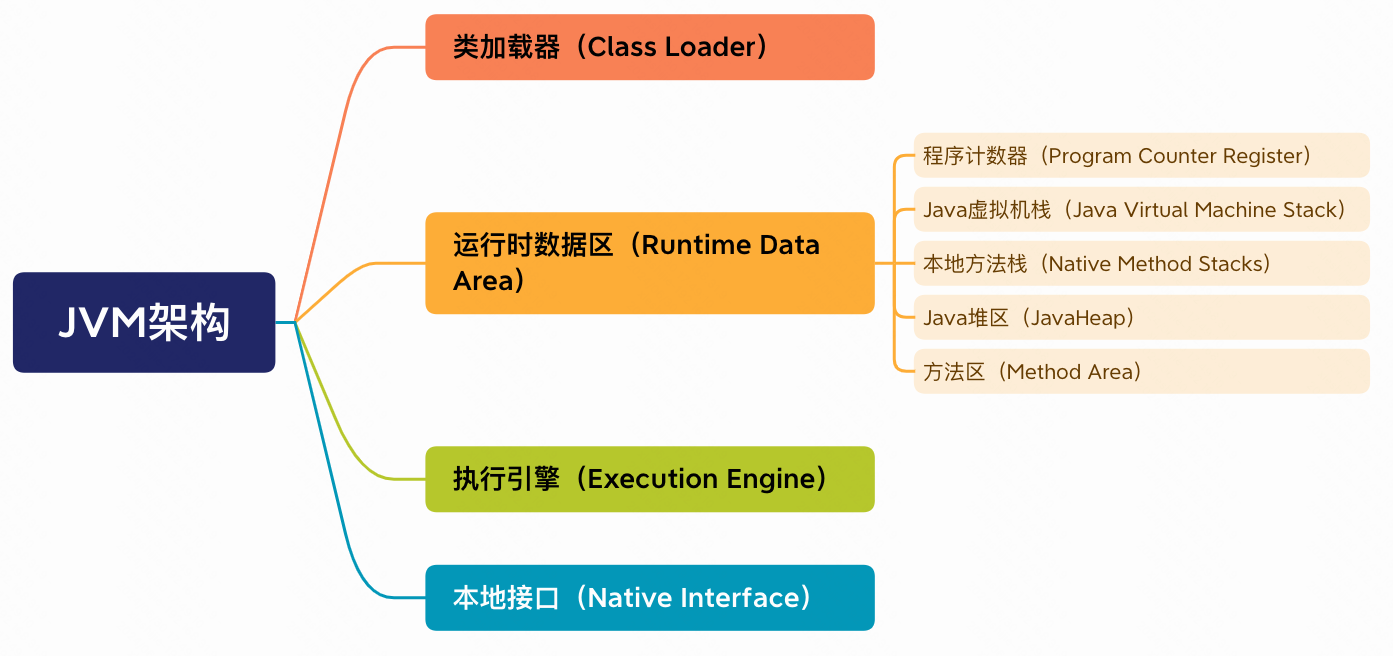 JVM架构
类加载器（Class Loader）
运行时数据区（Runtime Data
Area）
程序计数器（Program Counter Register）
Java虚拟机栈（Java Virtual Machine Stack）
本地方法栈（Native Method Stacks）
Java堆区（JavaHeap）
方法区（Method Area）
执行引擎（Execution Engine）
本地接口（Native Interface）